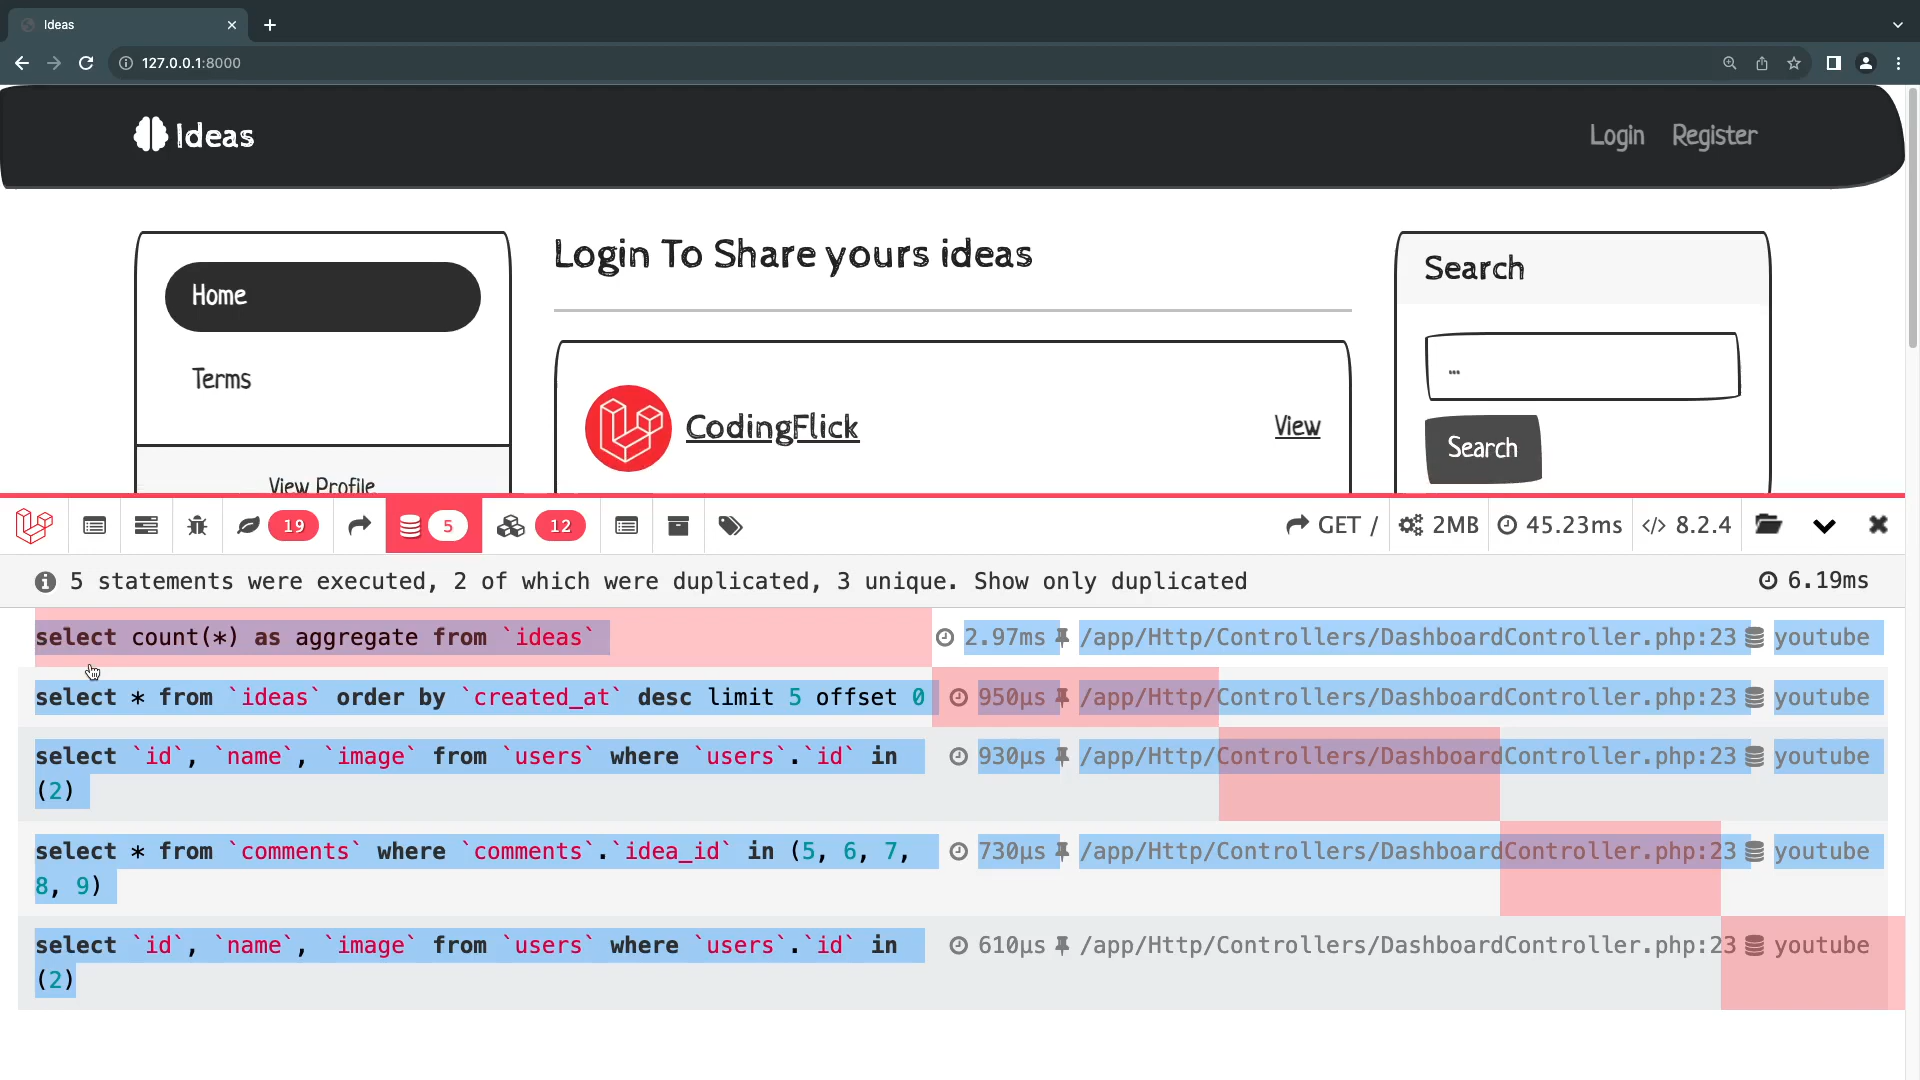 Ideas
127.0.0.1:8000
Ideas
Login Register
Home
Terms
View Profile
Login To Share yours ideas
CodingFlick
View
Search
...
Search
19
5
12
GET /
2MB
45.23ms
8.2.4
5 statements were executed, 2 of which were duplicated, 3 unique. Show only duplicated
6.19ms
select count(*) as aggregate from `ideas` 2.97ms /app/Http/Controllers/DashboardController.php:23 youtube
select * from `ideas` order by `created_at` desc limit 5 offset 0 950μs /app/Http/Controllers/DashboardController.php:23 youtube
select `id`, `name`, `image` from `users` where `users`.`id` in 930μs /app/Http/Controllers/DashboardController.php:23 youtube
(2)
select * from `comments` where `comments`.`idea_id` in (5, 6, 7, 730μs /app/Http/Controllers/DashboardController.php:23 youtube
8, 9)
select `id`, `name`, `image` from `users` where `users`.`id` in 610μs /app/Http/Controllers/DashboardController.php:23 youtube
(2)